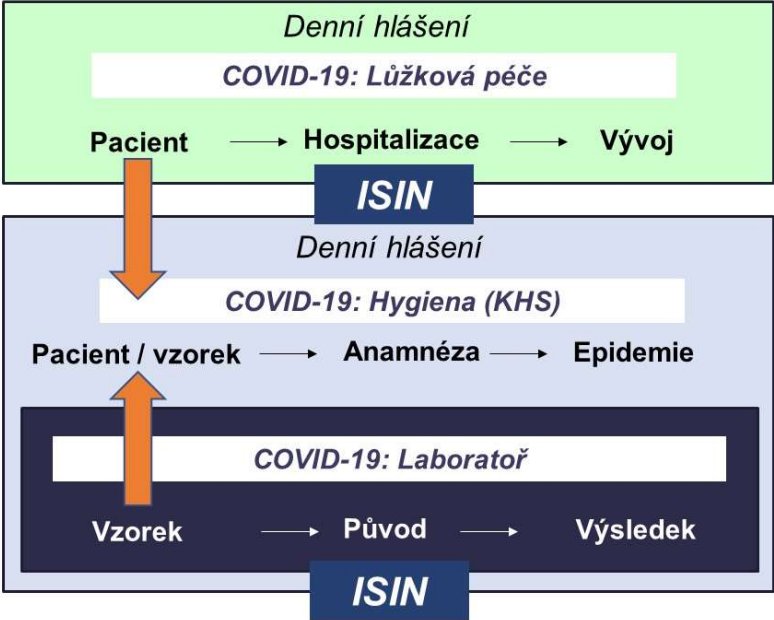 Denní hlášení
COVID-19: Lůžková péče
Pacient Hospitalizace Vývoj
ISIN
Denní hlášení
COVID-19: Hygiena (KHS)
Pacient / vzorek Anamnéza Epidemie
COVID-19: Laboratoř
Vzorek Původ Výsledek
ISIN